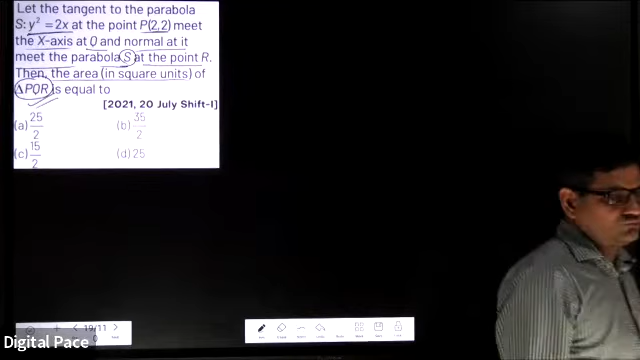 Let the tangent to the parabola
S: y² = 2x at the point P(2,2) meet
the X-axis at Q and normal at it
meet the parabola S at the point R.
Then, the area (in square units) of
ΔPQR is equal to
[2021, 20 July Shift-I]
(a) 25/2 (b) 35/2
(c) 15/2 (d) 25
19/11
Digital Pace